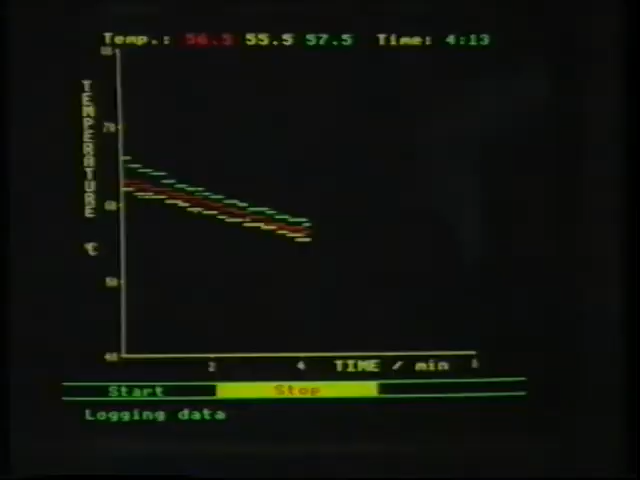 Temp.: 56.5 55.5 57.5 Time: 4:13
TEMPERATURE °C
70
60
50
40
2 4 TIME / min
Start Stop
Logging data